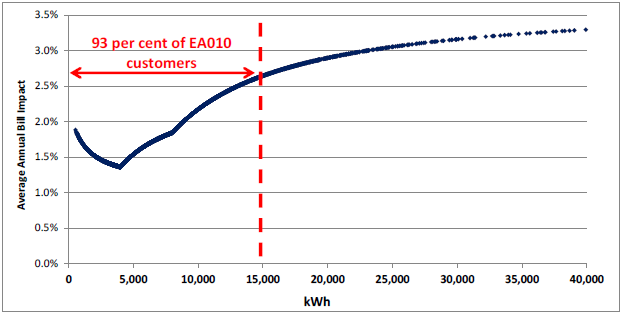 93 per cent of EA010
customers
Average Annual Bill Impact
3.5%
3.0%
2.5%
2.0%
1.5%
1.0%
0.5%
0.0%
0 5,000 10,000 15,000 20,000 25,000 30,000 35,000 40,000
kWh